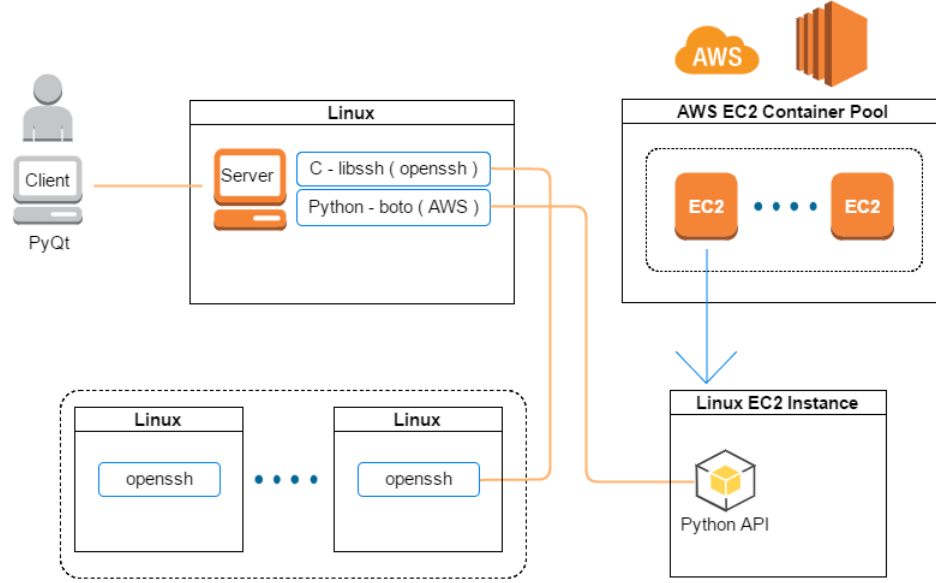 AWS
Linux
AWS EC2 Container Pool
Client
PyQt
Server
C - libssh ( openssh )
Python - boto ( AWS )
EC2
EC2
Linux
Linux
openssh
openssh
Linux EC2 Instance
Python API